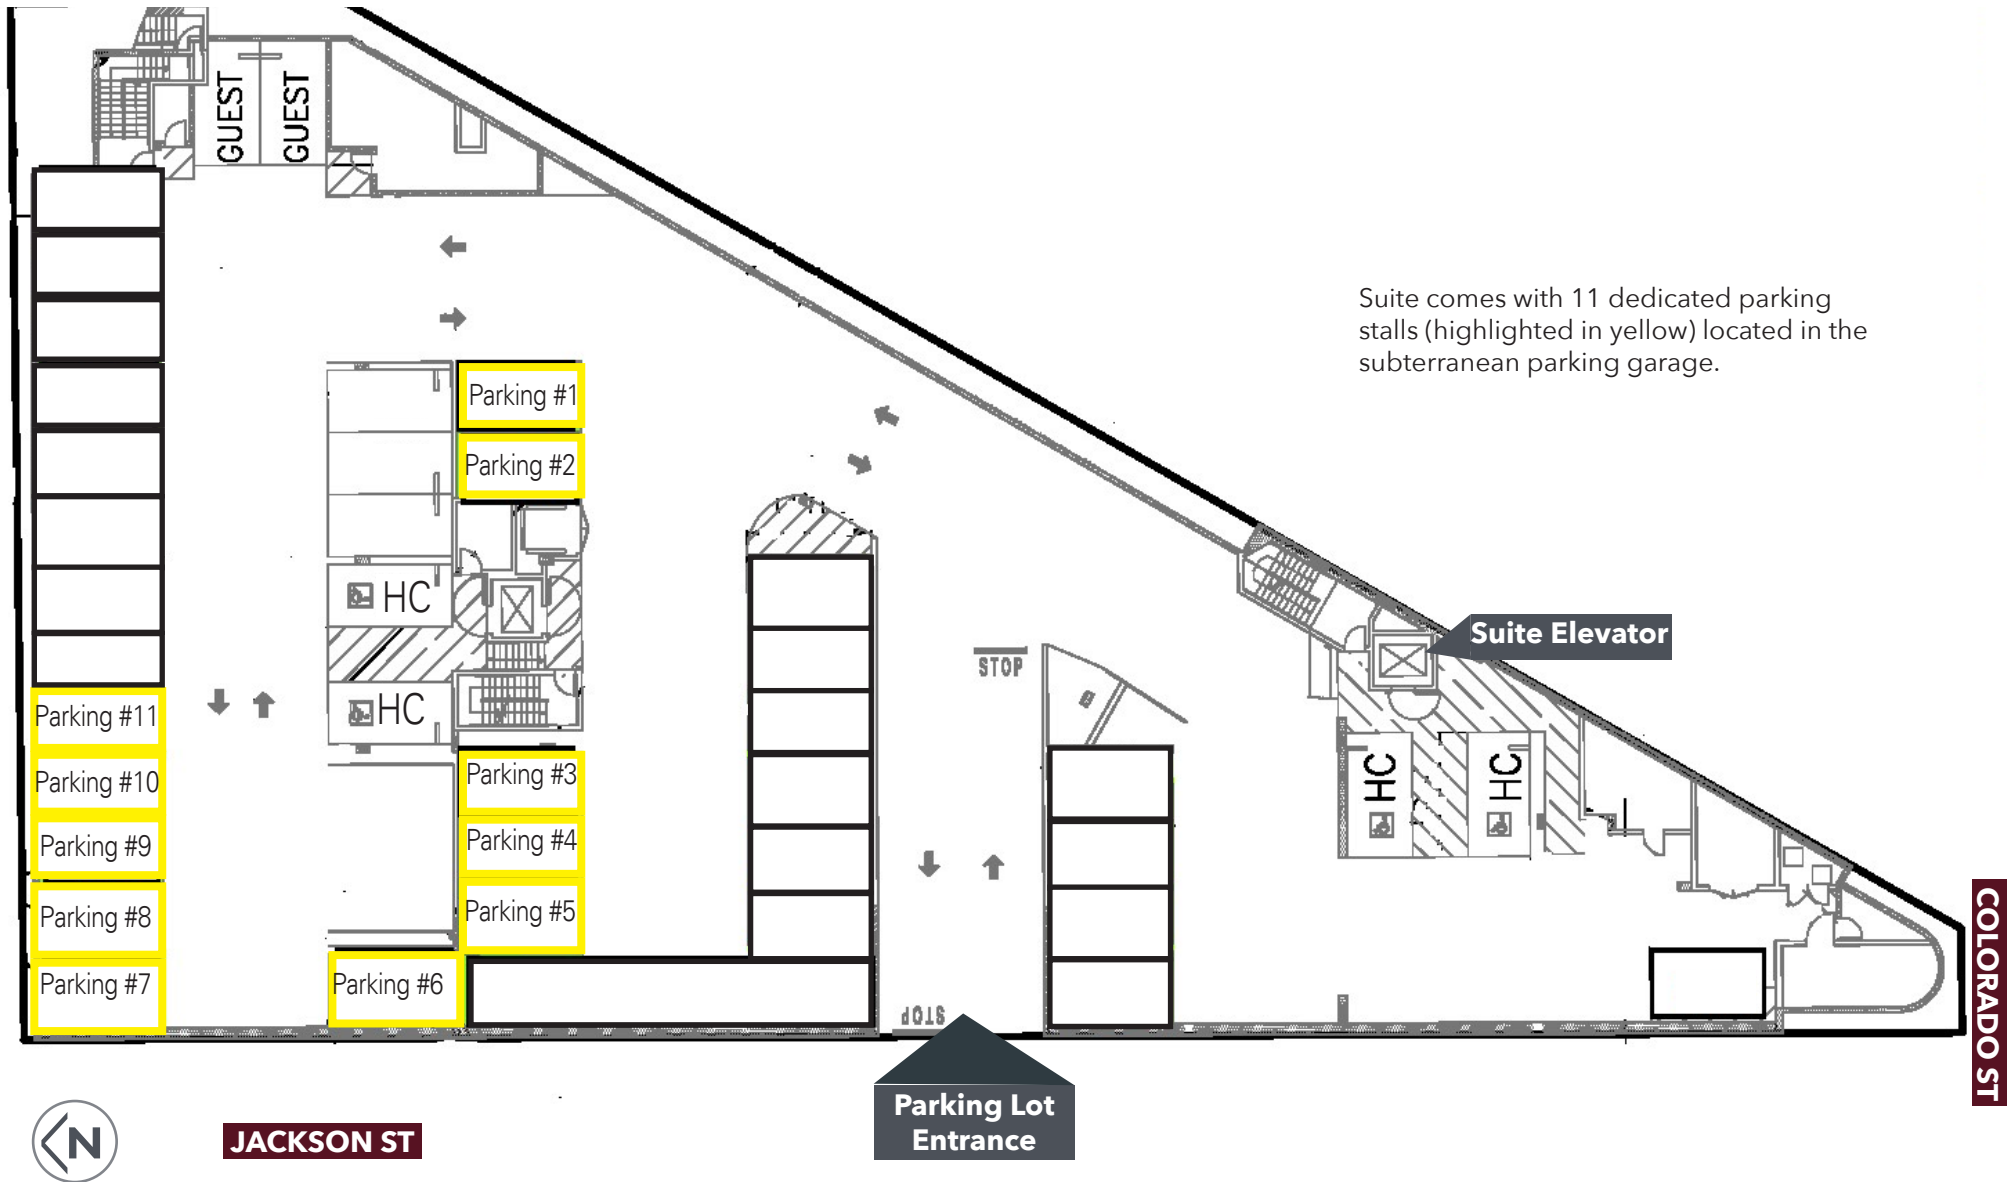 GUEST
GUEST
Suite comes with 11 dedicated parking
stalls (highlighted in yellow) located in the
subterranean parking garage.
Parking #1
Parking #2
HC
HC
STOP
Suite Elevator
Parking #11
Parking #10
Parking #9
Parking #8
Parking #7
Parking #3
Parking #4
Parking #5
Parking #6
HC
HC
STOP
COLORADO ST
Parking Lot
Entrance
N
JACKSON ST